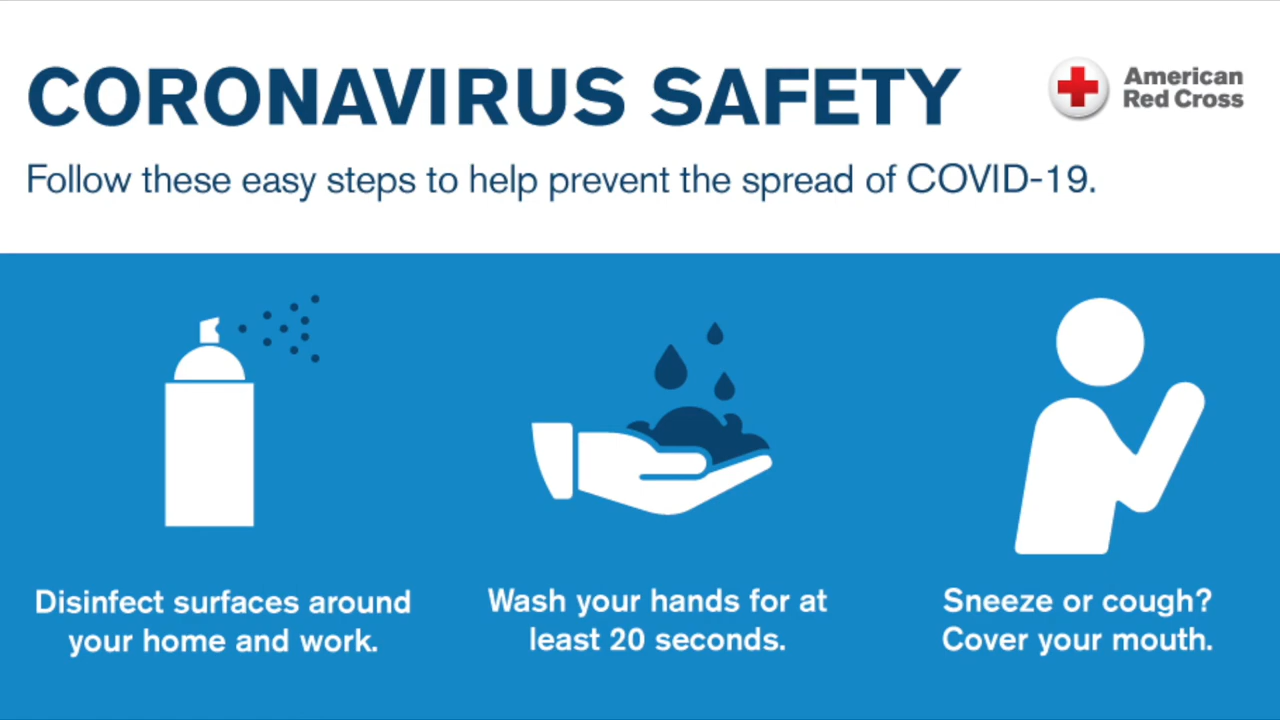 CORONAVIRUS SAFETY
American
Red Cross
Follow these easy steps to help prevent the spread of COVID-19.
Disinfect surfaces around
your home and work.
Wash your hands for at
least 20 seconds.
Sneeze or cough?
Cover your mouth.